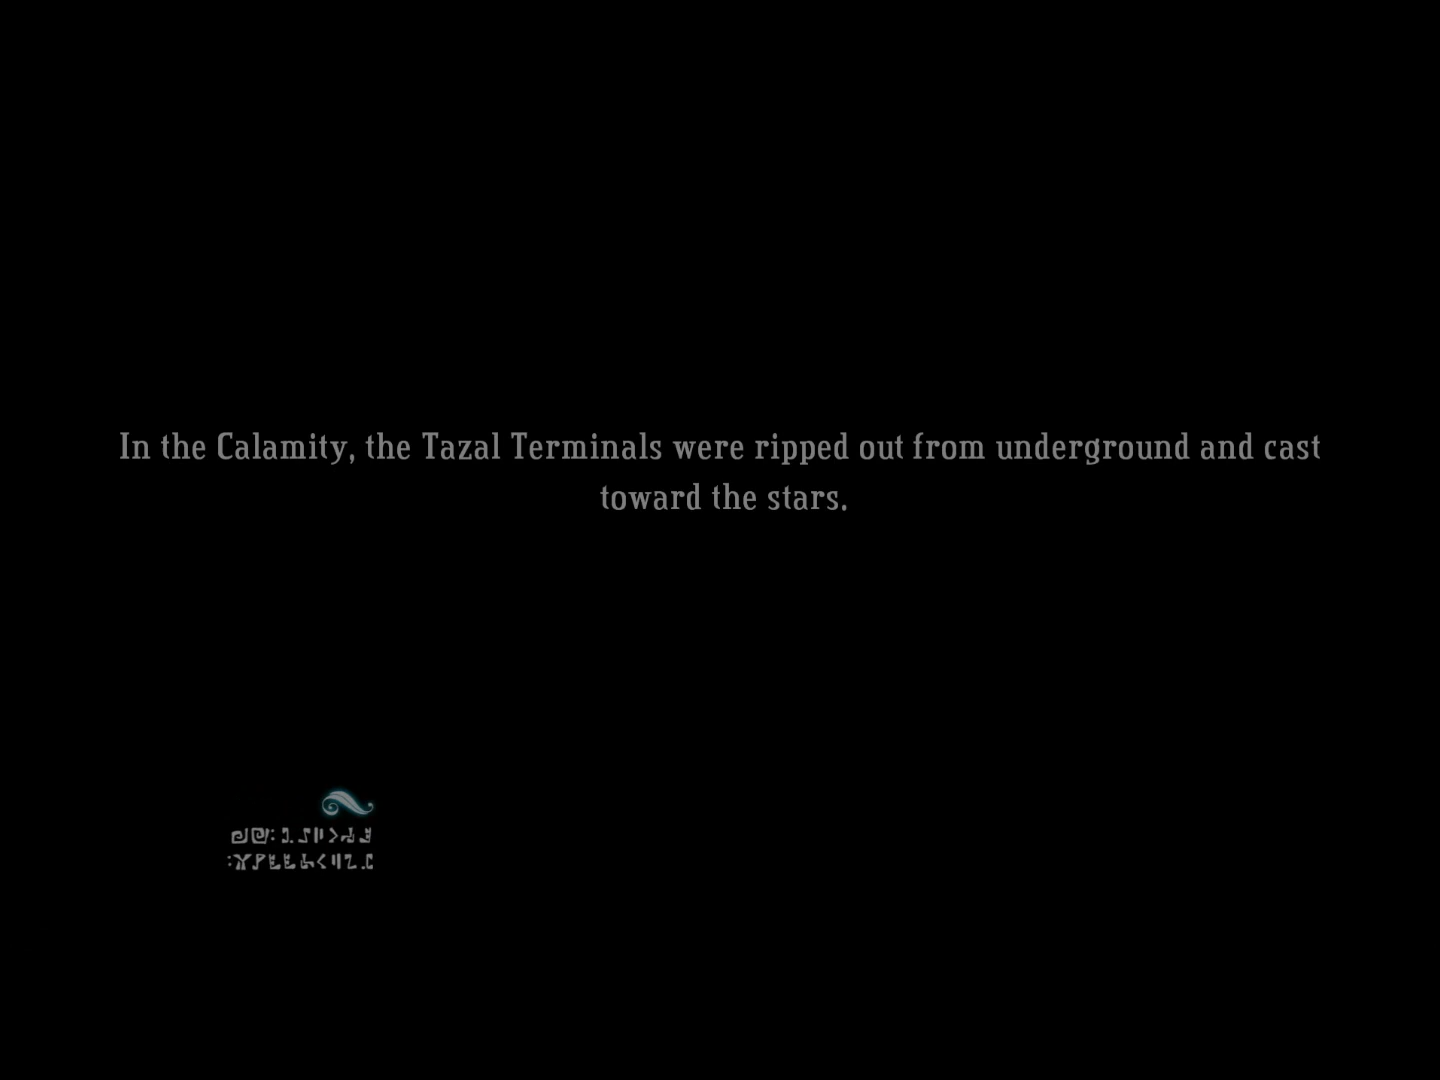 In the Calamity, the Tazal Terminals were ripped out from underground and cast
toward the stars.